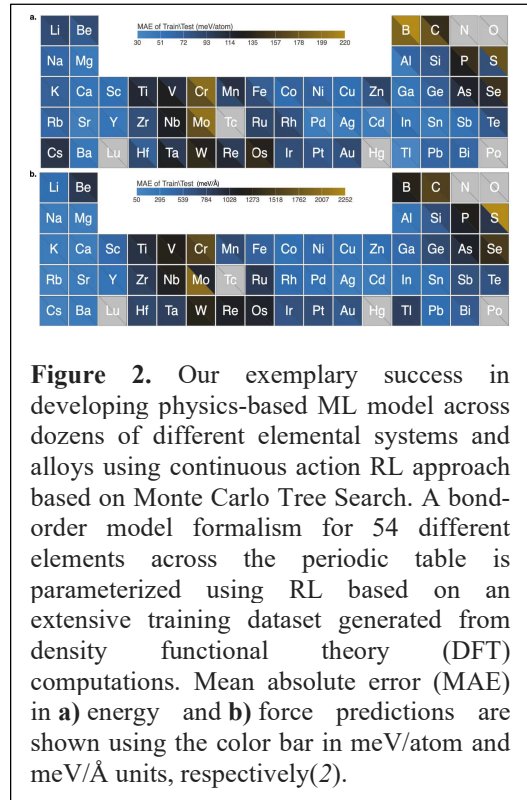 a.
MAE of Train\Test (meV/atom)
30 51 72 93 114 135 156 178 199 220
Li Be B C N O
Na Mg Al Si P S
K Ca Sc Ti V Cr Mn Fe Co Ni Cu Zn Ga Ge As Se
Rb Sr Y Zr Nb Mo Tc Ru Rh Pd Ag Cd In Sn Sb Te
Cs Ba Lu Hf Ta W Re Os Ir Pt Au Hg Tl Pb Bi Po
b.
MAE of Train\Test (meV/Å)
50 295 539 784 1028 1273 1518 1762 2007 2252
Li Be B C N O
Na Mg Al Si P S
K Ca Sc Ti V Cr Mn Fe Co Ni Cu Zn Ga Ge As Se
Rb Sr Y Zr Nb Mo Tc Ru Rh Pd Ag Cd In Sn Sb Te
Cs Ba Lu Hf Ta W Re Os Ir Pt Au Hg Tl Pb Bi Po
Figure 2. Our exemplary success in
developing physics-based ML model across
dozens of different elemental systems and
alloys using continuous action RL approach
based on Monte Carlo Tree Search. A bond-
order model formalism for 54 different
elements across the periodic table is
parameterized using RL based on an
extensive training dataset generated from
density functional theory (DFT)
computations. Mean absolute error (MAE)
in a) energy and b) force predictions are
shown using the color bar in meV/atom and
meV/Å units, respectively(2).